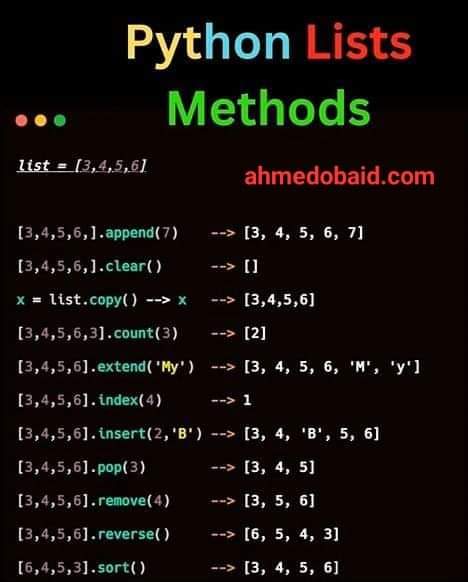 Python Lists
Methods
list = [3,4,5,6]
ahmedobaid.com
[3,4,5,6,].append(7) --> [3, 4, 5, 6, 7]
[3,4,5,6,].clear() --> []
x = list.copy() --> x --> [3,4,5,6]
[3,4,5,6,3].count(3) --> [2]
[3,4,5,6].extend('My') --> [3, 4, 5, 6, 'M', 'y']
[3,4,5,6].index(4) --> 1
[3,4,5,6].insert(2,'B') --> [3, 4, 'B', 5, 6]
[3,4,5,6].pop(3) --> [3, 4, 5]
[3,4,5,6].remove(4) --> [3, 5, 6]
[3,4,5,6].reverse() --> [6, 5, 4, 3]
[6,4,5,3].sort() --> [3, 4, 5, 6]